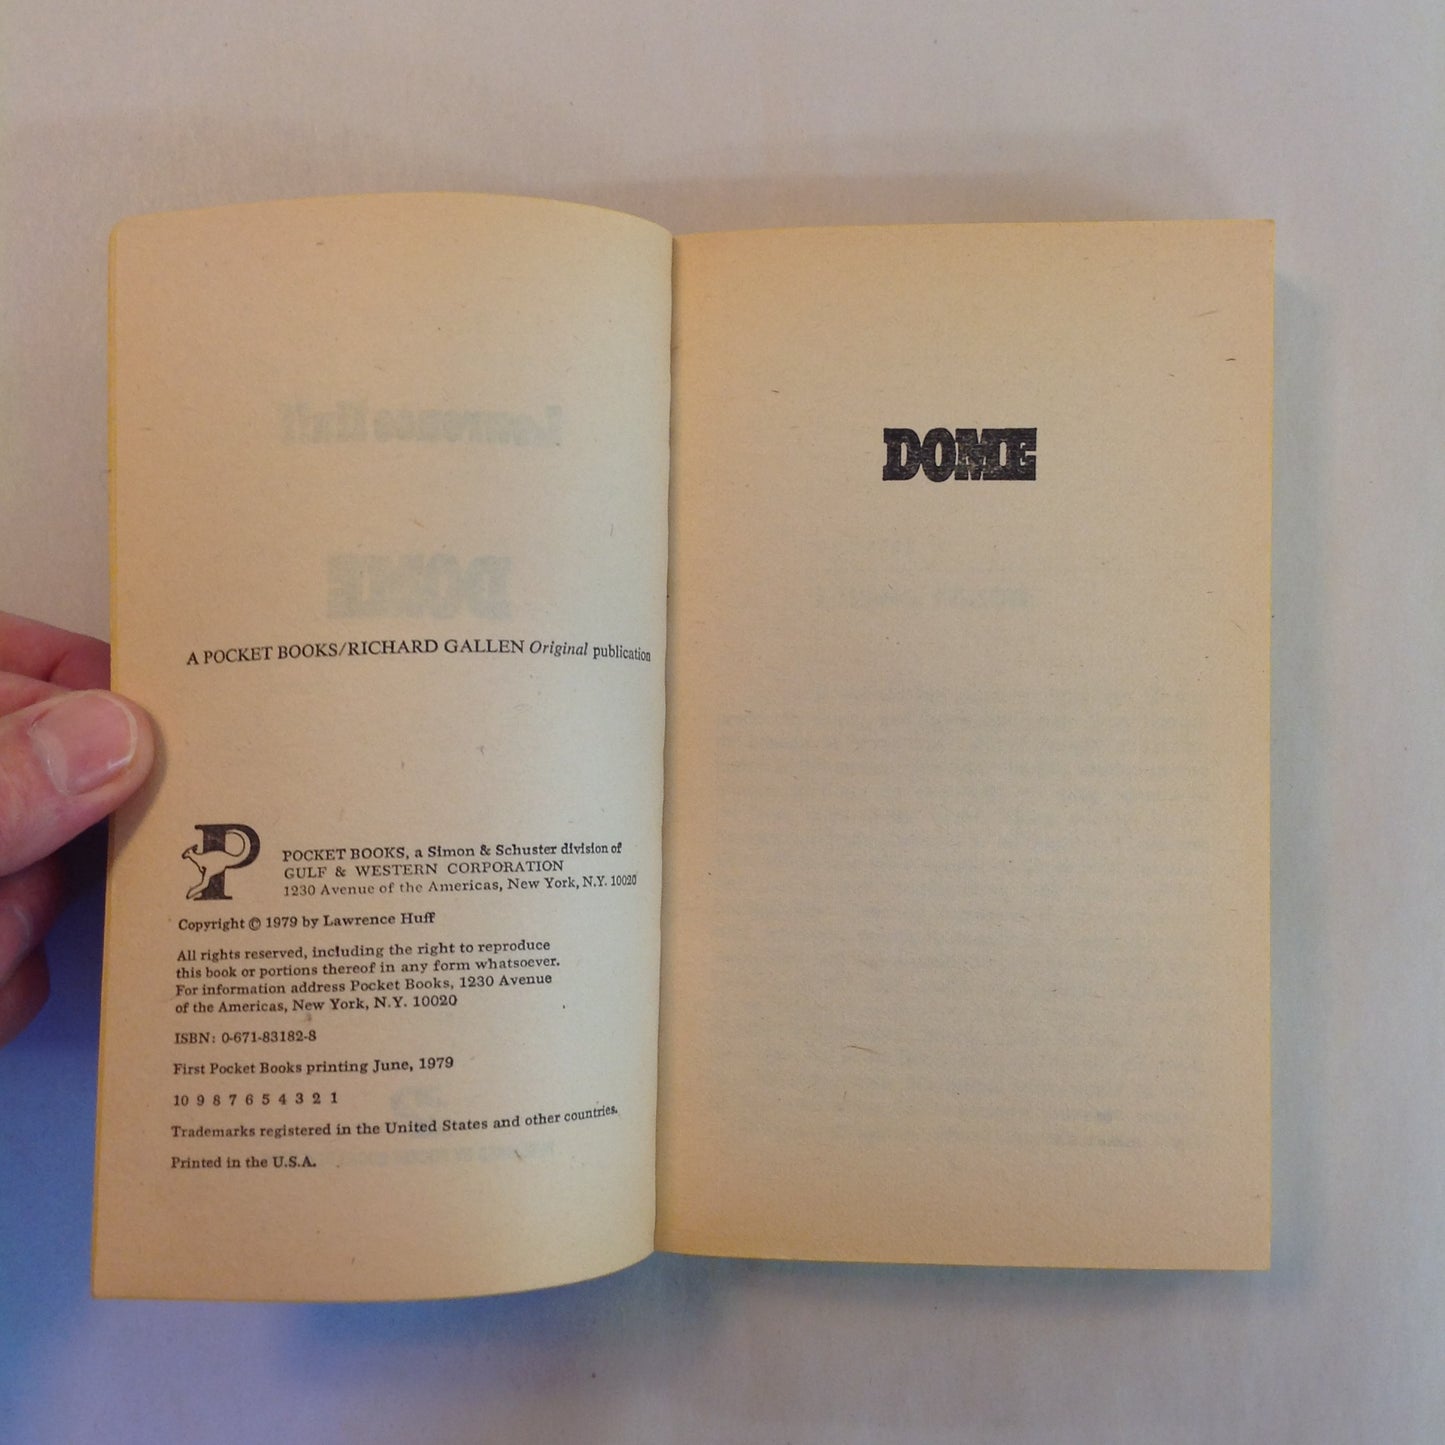 A POCKET BOOKS/RICHARD GALLEN Original publication
POCKET BOOKS, a Simon & Schuster division of
GULF & WESTERN CORPORATION
1230 Avenue of the Americas, New York, N.Y. 10020
Copyright © 1979 by Lawrence Huff
All rights reserved, including the right to reproduce
this book or portions thereof in any form whatsoever.
For information address Pocket Books, 1230 Avenue
of the Americas, New York, N.Y. 10020
ISBN: 0-671-83182-8
First Pocket Books printing June, 1979
10 9 8 7 6 5 4 3 2 1
Trademarks registered in the United States and other countries.
Printed in the U.S.A.
DOME